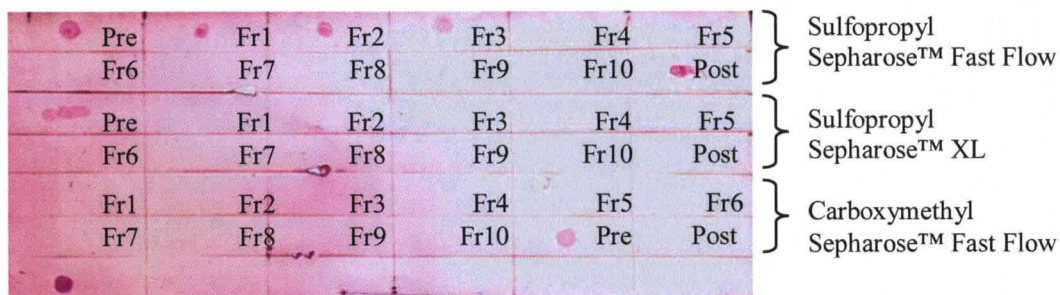 Pre Fr1 Fr2 Fr3 Fr4 Fr5
Fr6 Fr7 Fr8 Fr9 Fr10 Post
Sulfopropyl
Sepharose™ Fast Flow
Pre Fr1 Fr2 Fr3 Fr4 Fr5
Fr6 Fr7 Fr8 Fr9 Fr10 Post
Sulfopropyl
Sepharose™ XL
Fr1 Fr2 Fr3 Fr4 Fr5 Fr6
Fr7 Fr8 Fr9 Fr10 Pre Post
Carboxymethyl
Sepharose™ Fast Flow